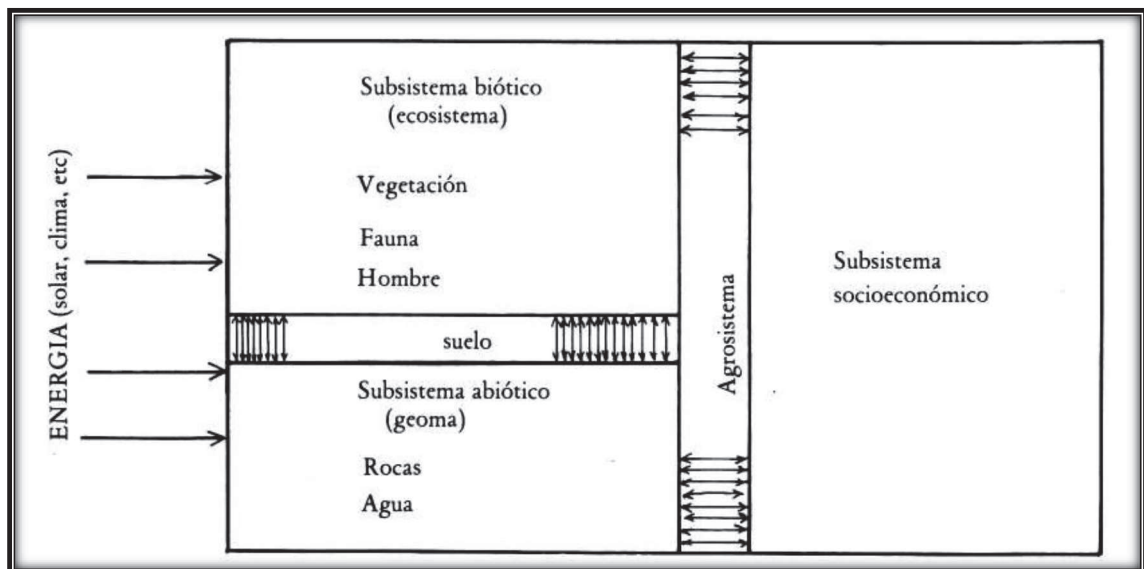 ENERGIA (solar, clima, etc)
Subsistema biótico
(ecosistema)
Vegetación
Fauna
Hombre
suelo
Subsistema abiótico
(geoma)
Rocas
Agua
Agrosistema
Subsistema
socioeconómico